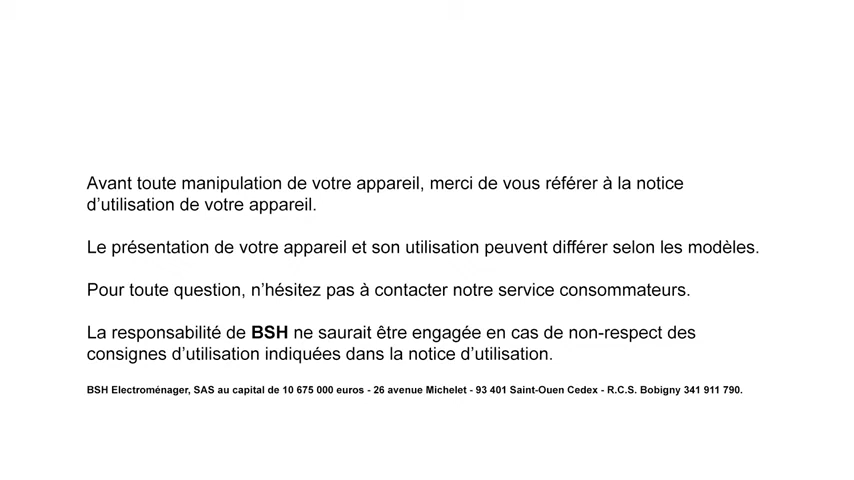 Avant toute manipulation de votre appareil, merci de vous référer à la notice
d’utilisation de votre appareil.
Le présentation de votre appareil et son utilisation peuvent différer selon les modèles.
Pour toute question, n’hésitez pas à contacter notre service consommateurs.
La responsabilité de BSH ne saurait être engagée en cas de non-respect des
consignes d’utilisation indiquées dans la notice d’utilisation.
BSH Electroménager, SAS au capital de 10 675 000 euros - 26 avenue Michelet - 93 401 Saint-Ouen Cedex - R.C.S. Bobigny 341 911 790.